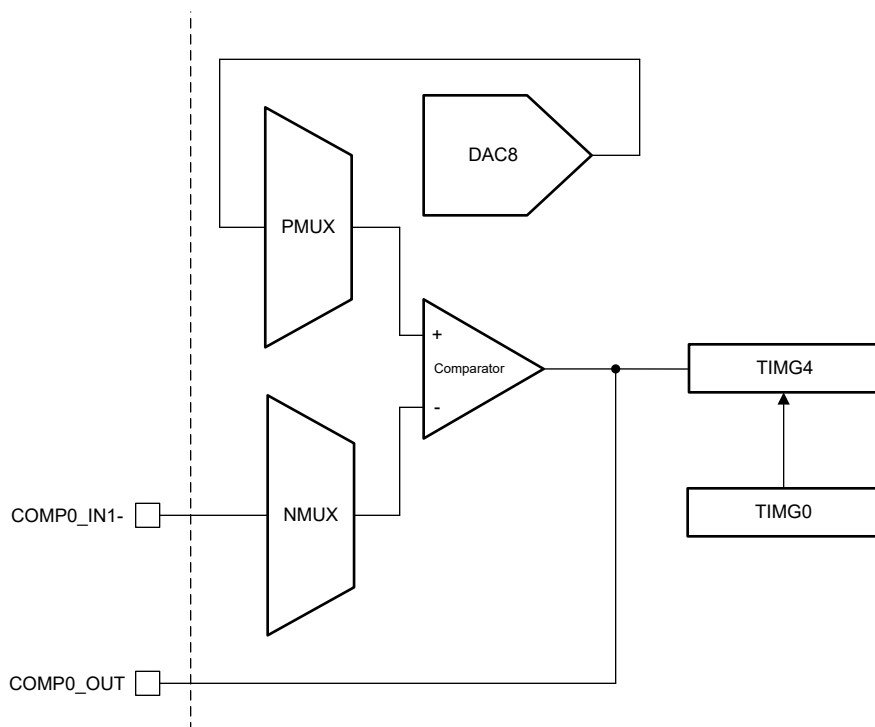 DAC8
PMUX
+
Comparator
-
TIMG4
NMUX
COMP0_IN1-
TIMG0
COMP0_OUT